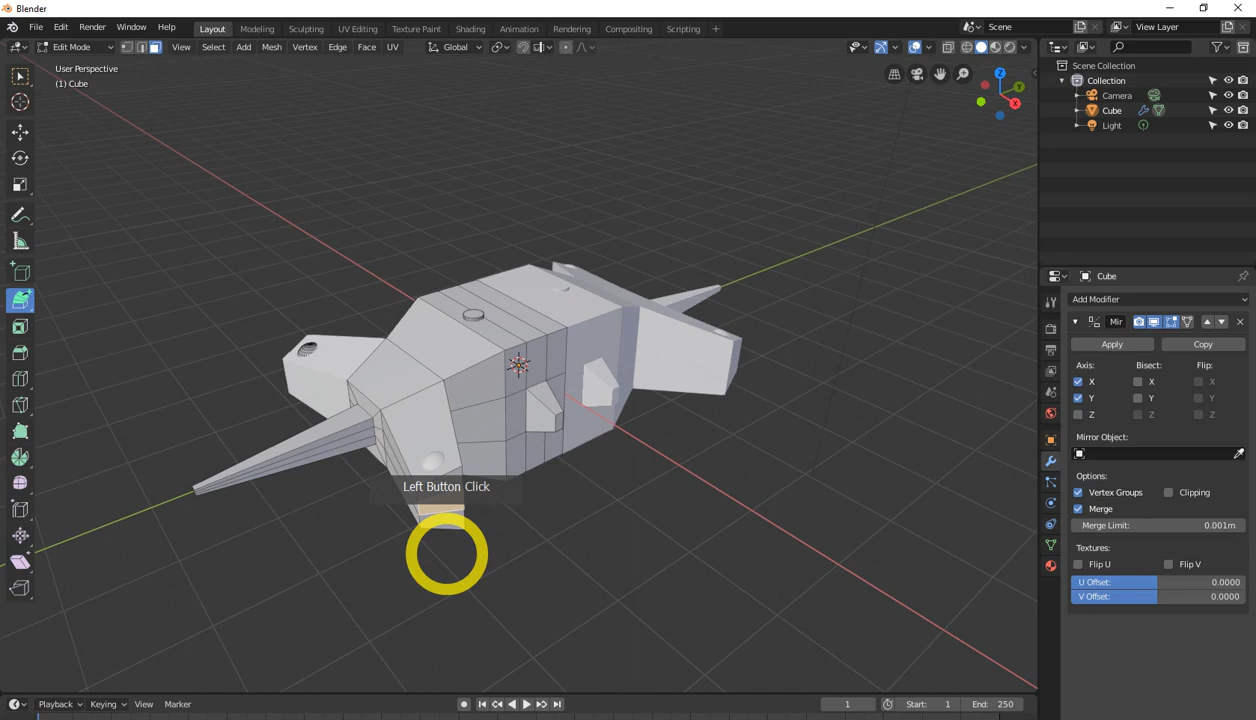 Blender
File Edit Render Window Help Layout Modeling Sculpting UV Editing Texture Paint Shading Animation Rendering Compositing Scripting + Scene View Layer
Edit Mode View Select Add Mesh Vertex Edge Face UV Global
User Perspective
(1) Cube
Z
Y
X
Scene Collection
Collection
Camera
Cube
Light
Cube
Add Modifier
Mir
Apply Copy
Axis: Bisect: Flip:
X X X
Y Y Y
Z Z Z
Mirror Object:
Options:
Vertex Groups Clipping
Merge
Merge Limit: 0.001m
Textures:
Flip U Flip V
U Offset: 0.0000
V Offset: 0.0000
Left Button Click
Playback Keying View Marker 1 Start: 1 End: 250